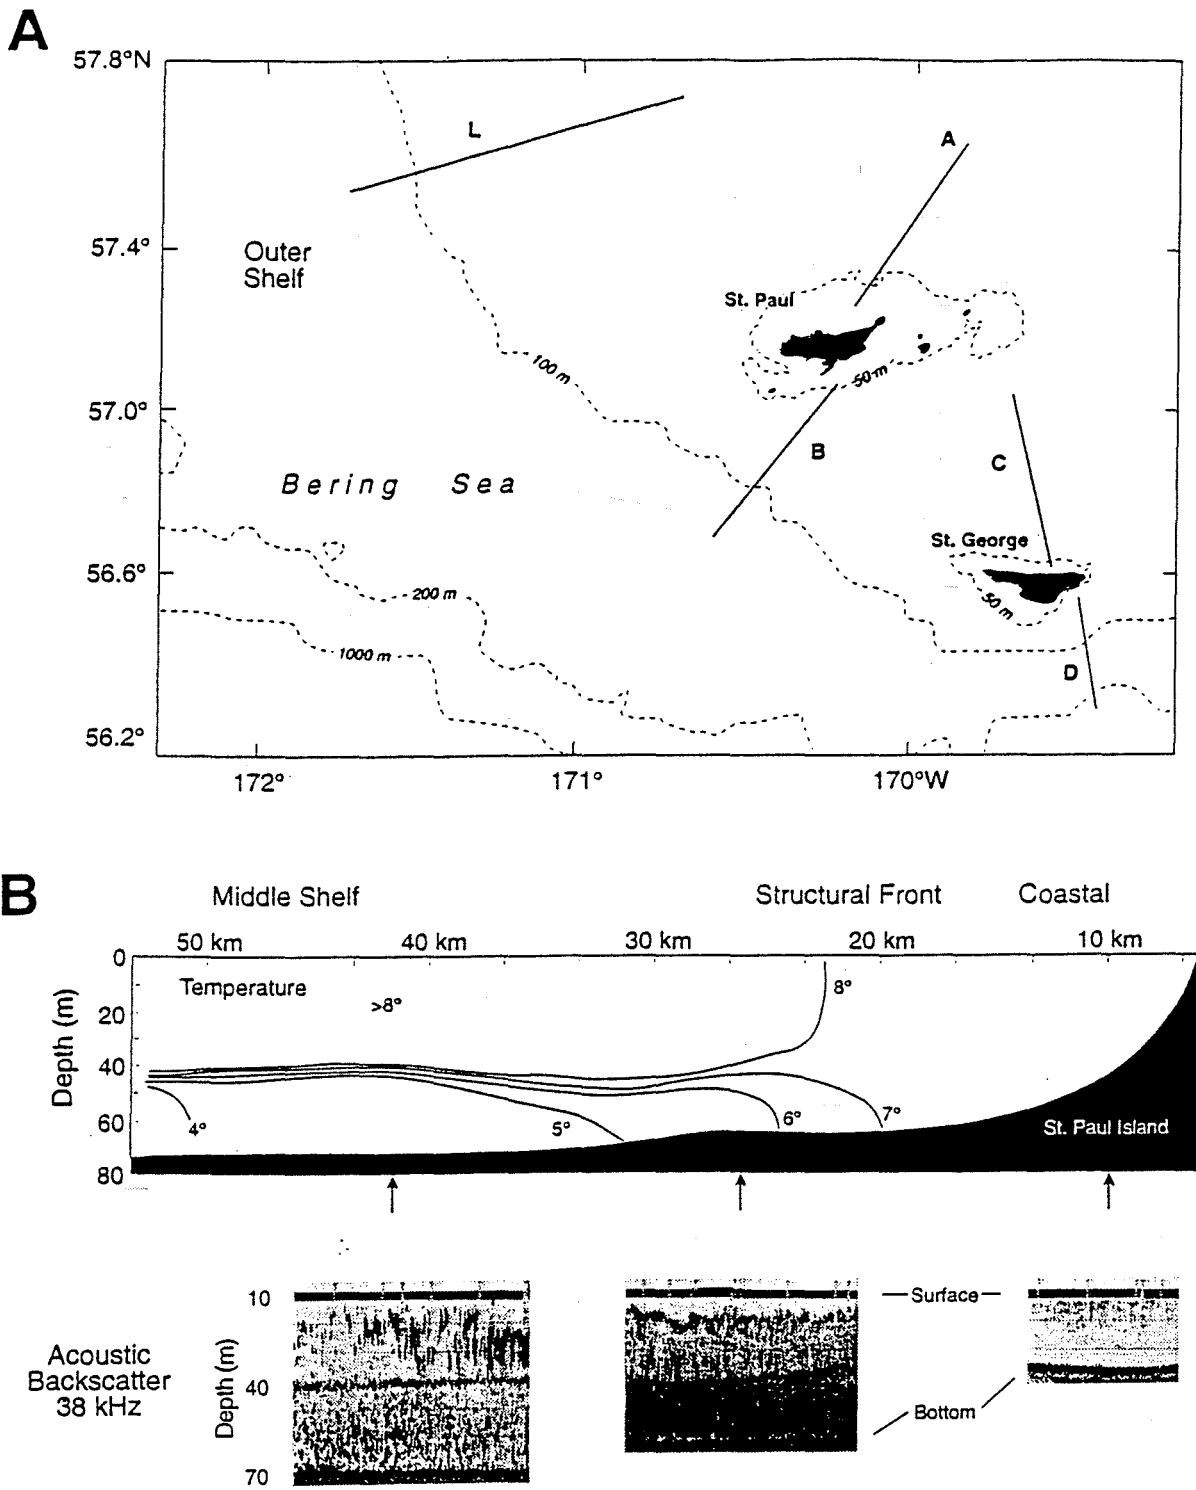 A
57.8°N
L
A
57.4°
Outer
Shelf
St. Paul
100 m
50 m
57.0°
B
C
Bering Sea
St. George
56.6°
200 m
50 m
1000 m
D
56.2°
172°
171°
170°W
B
Middle Shelf
Structural Front
Coastal
50 km
40 km
30 km
20 km
10 km
0
Temperature
>8°
8°
20
Depth (m)
40
60
4°
5°
6°
7°
St. Paul Island
80
10
Surface
Acoustic
Backscatter
38 kHz
Depth (m)
40
Bottom
70